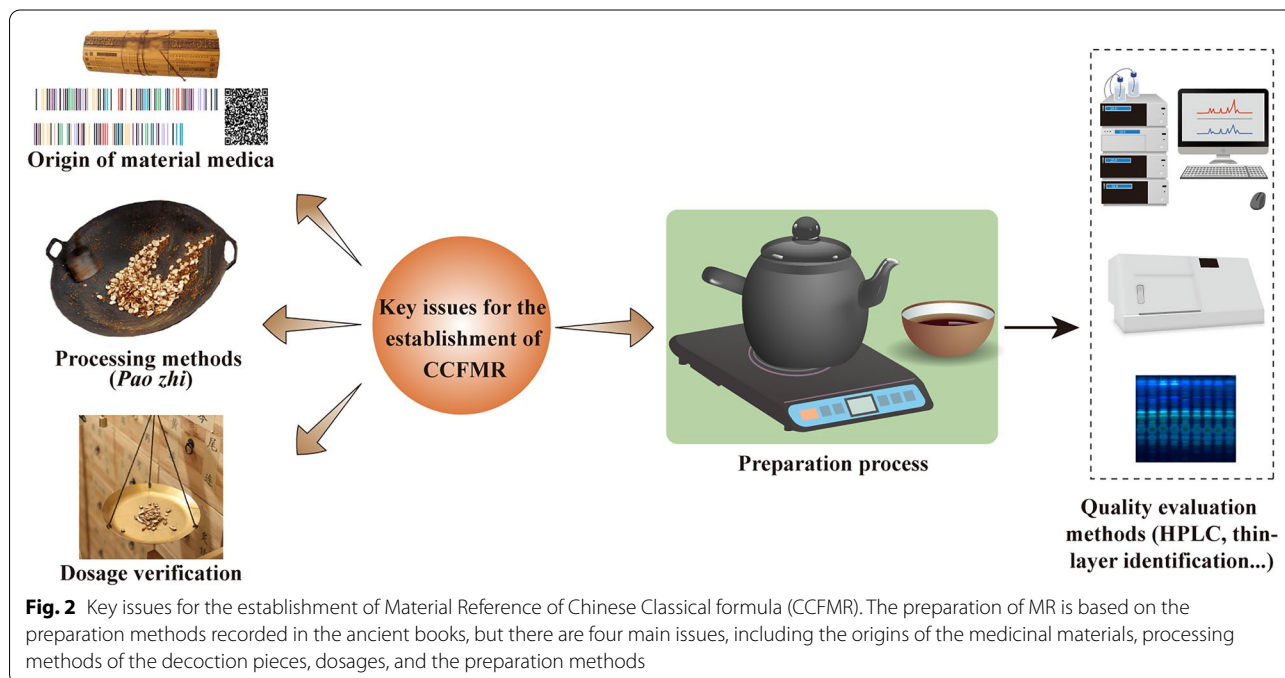 Origin of material medica
Processing methods
(Pao zhi)
Dosage verification
Key issues for the
establishment of
CCFMR
Preparation process
Quality evaluation
methods (HPLC, thin-
layer identification...)
Fig. 2 Key issues for the establishment of Material Reference of Chinese Classical formula (CCFMR). The preparation of MR is based on the
preparation methods recorded in the ancient books, but there are four main issues, including the origins of the medicinal materials, processing
methods of the decoction pieces, dosages, and the preparation methods